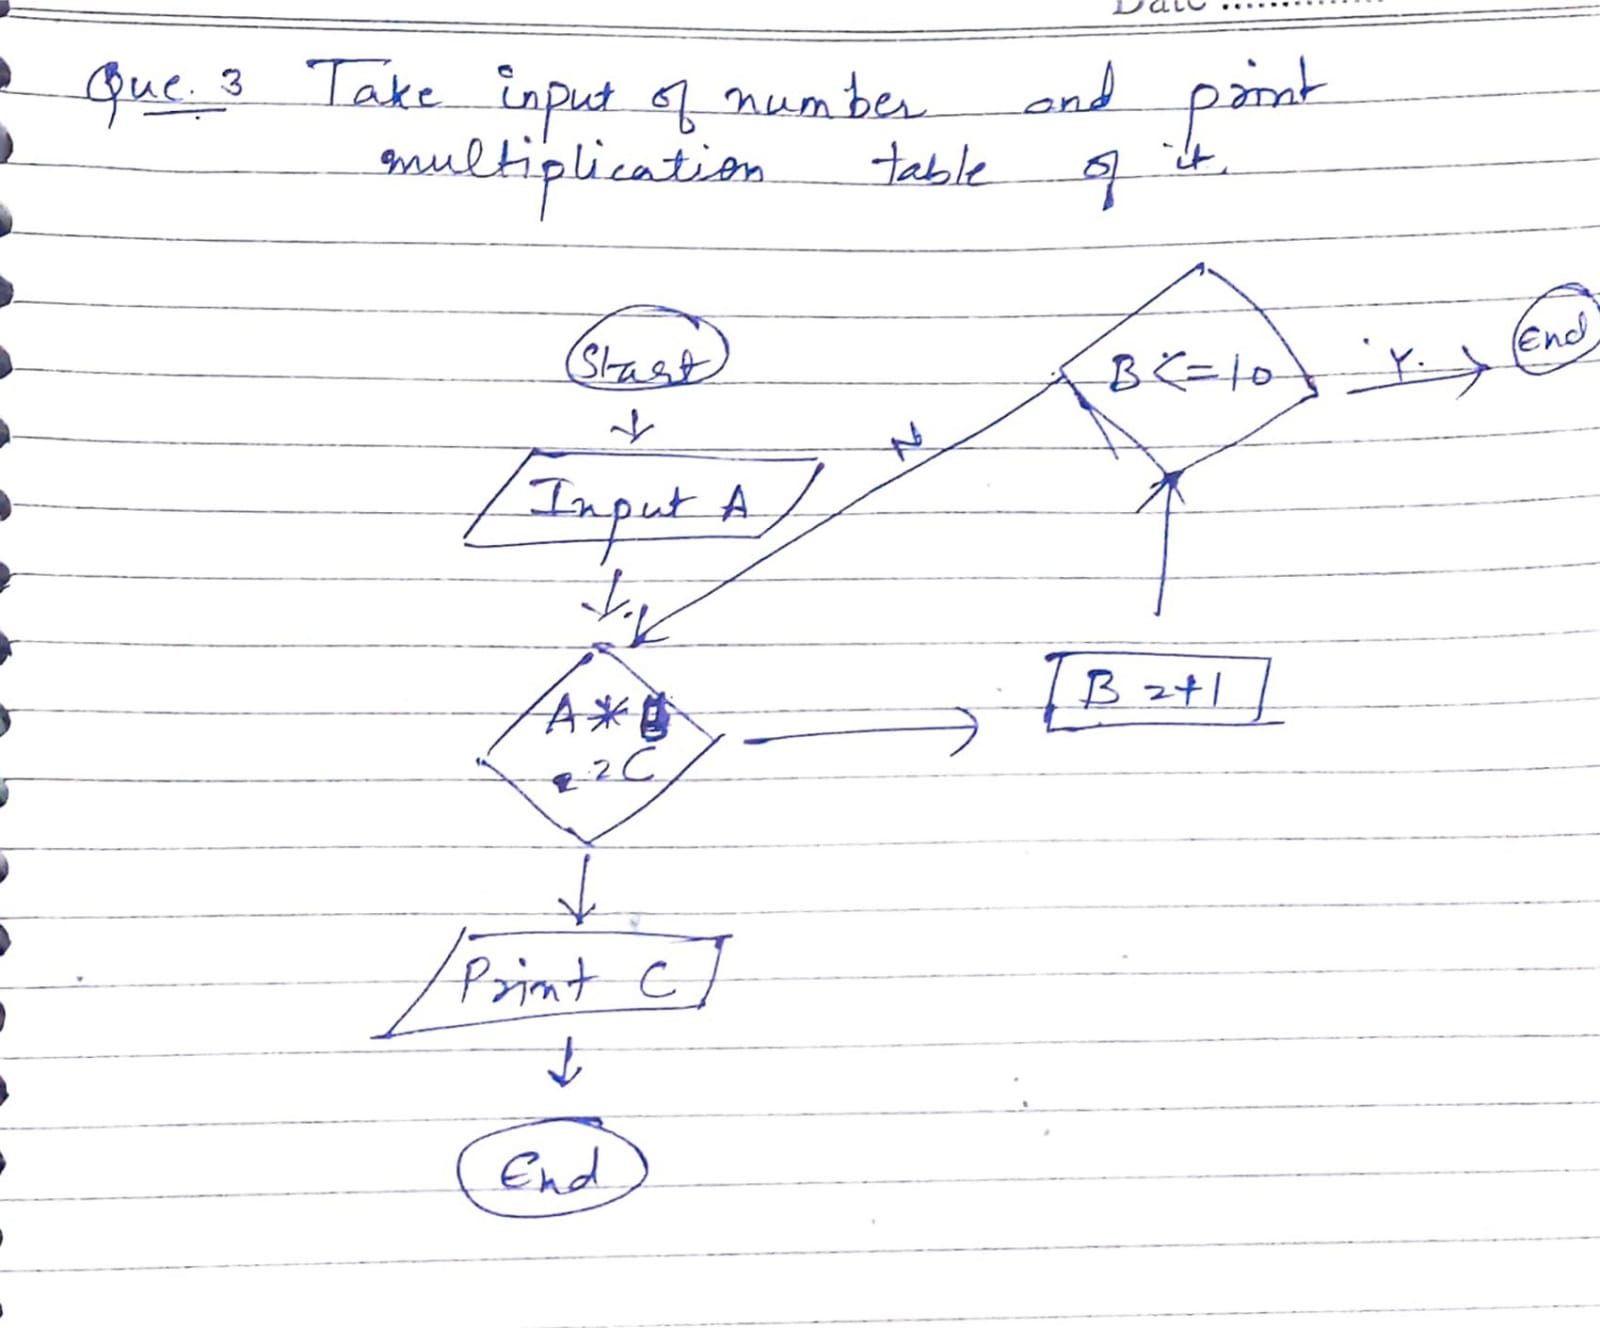 Date ..............
Que. 3 Take input of number and print
multiplication table of it.
Start
B<=10
Y.
End
N
Input A
A*
=C
B =+1
Print C
End